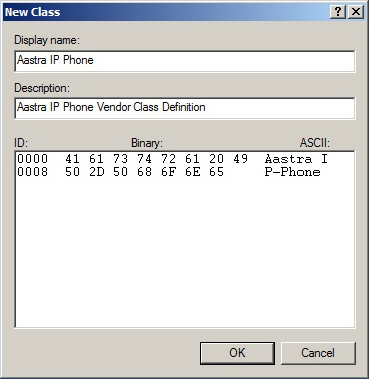 New Class
Display name:
Aastra IP Phone
Description:
Aastra IP Phone Vendor Class Definition
ID: Binary: ASCII:
0000 41 61 73 74 72 61 20 49 Aastra I
0008 50 2D 50 68 6F 6E 65 P-Phone
OK Cancel